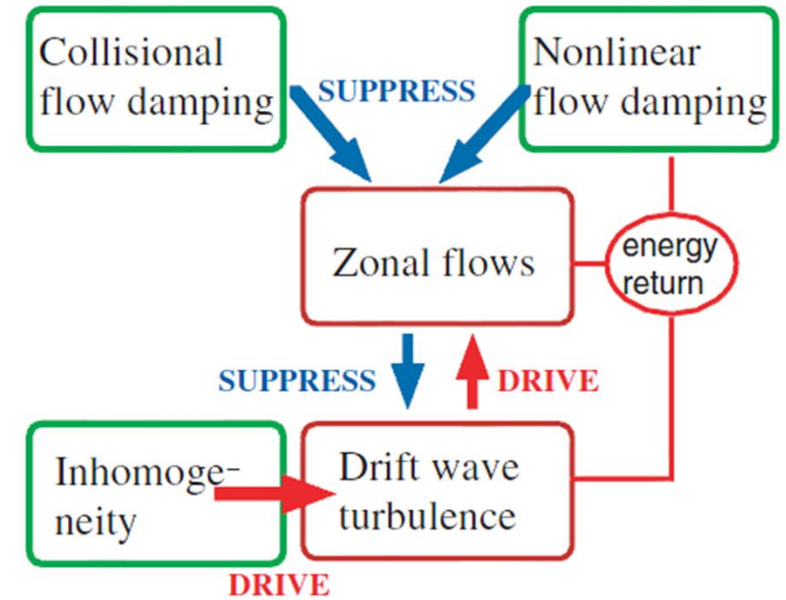 Collisional
flow damping
SUPPRESS
Nonlinear
flow damping
Zonal flows
energy
return
SUPPRESS
DRIVE
Inhomoge-
neity
Drift wave
turbulence
DRIVE